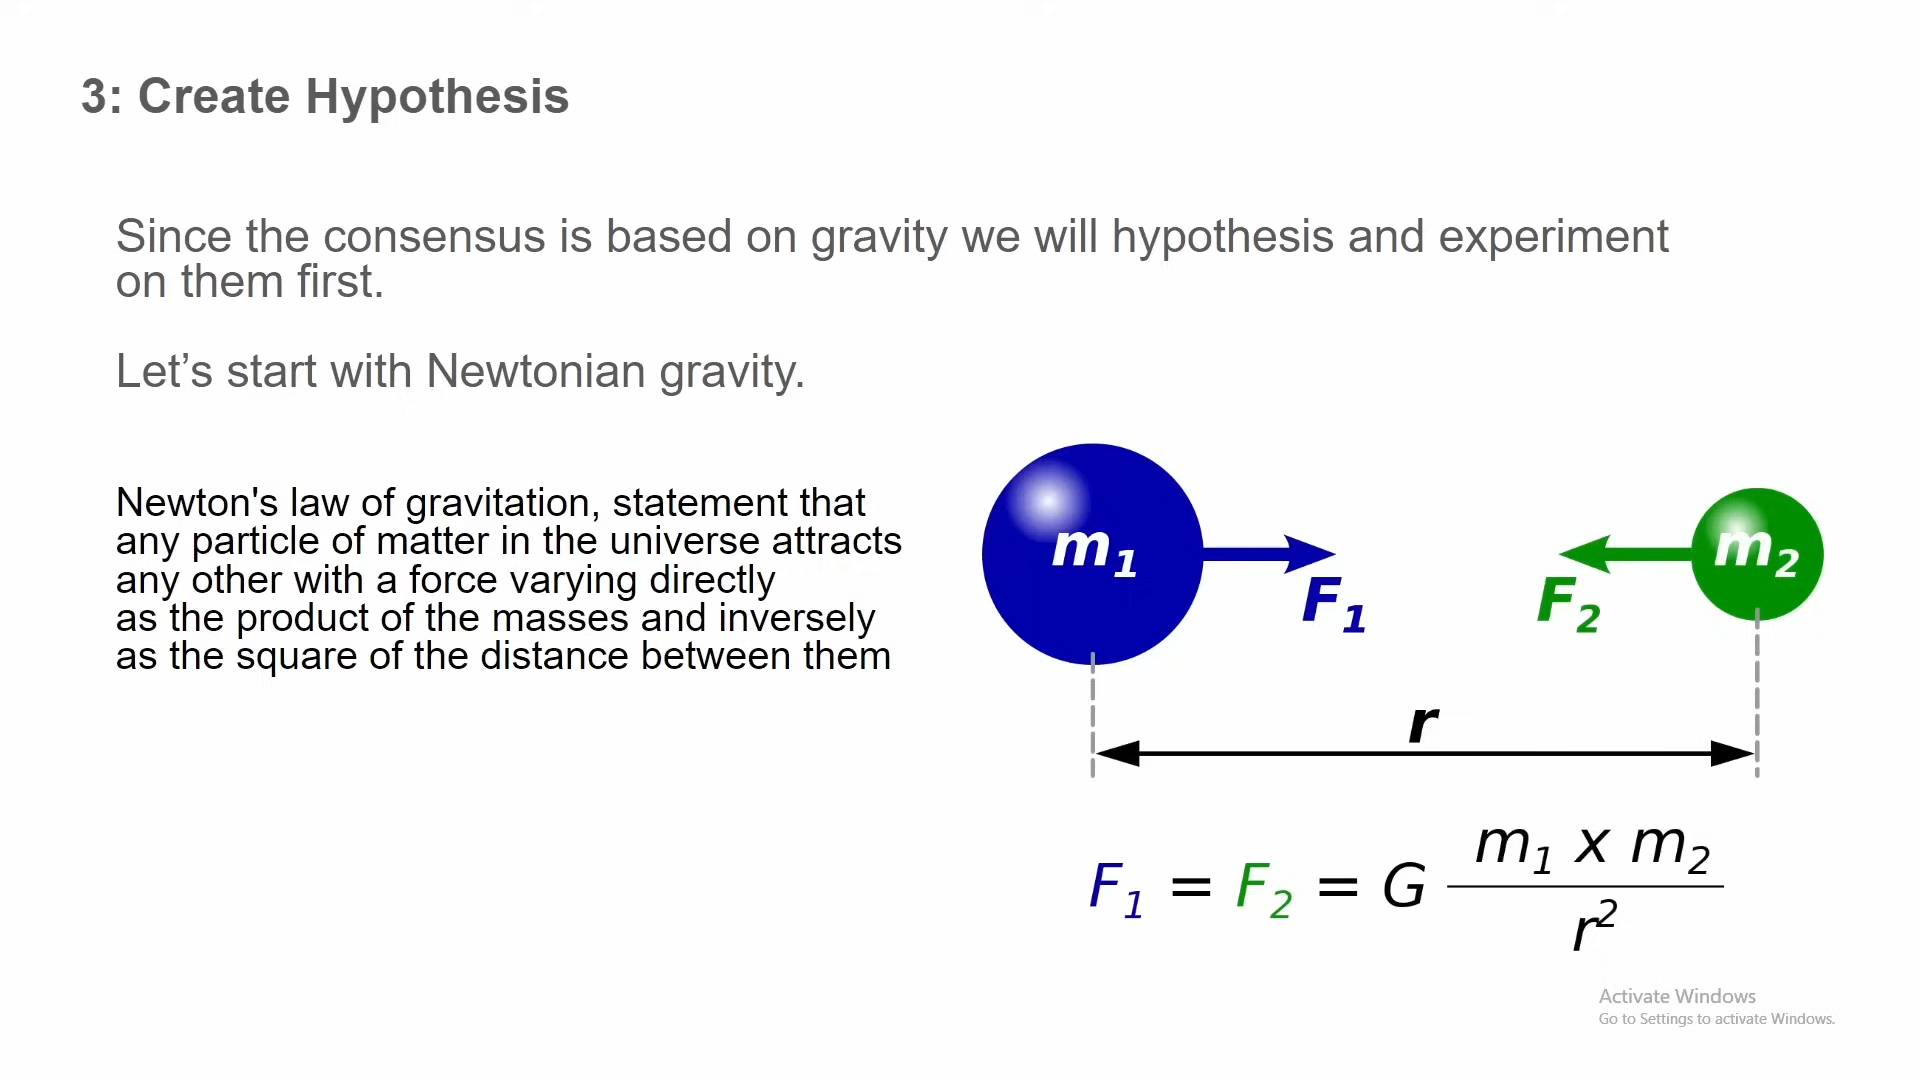 3: Create Hypothesis
Since the consensus is based on gravity we will hypothesis and experiment
on them first.
Let’s start with Newtonian gravity.
Newton's law of gravitation, statement that
any particle of matter in the universe attracts
any other with a force varying directly
as the product of the masses and inversely
as the square of the distance between them
m₁
m₂
F₁
F₂
r
F₁ = F₂ = G (m₁ x m₂) / r²
Activate Windows
Go to Settings to activate Windows.